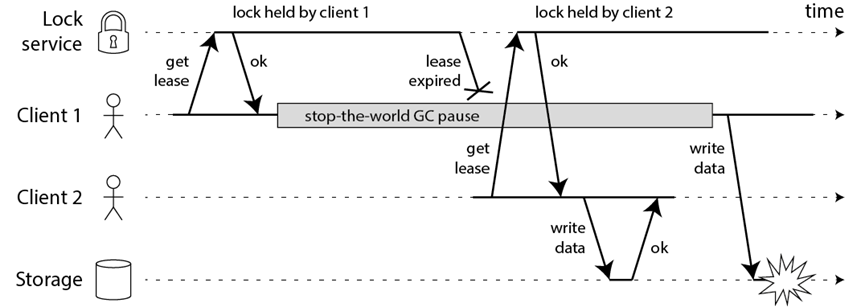 lock held by client 1
lock held by client 2
time
Lock
service
get
lease
ok
lease
expired
ok
Client 1
stop-the-world GC pause
get
lease
write
data
Client 2
write
data
ok
Storage